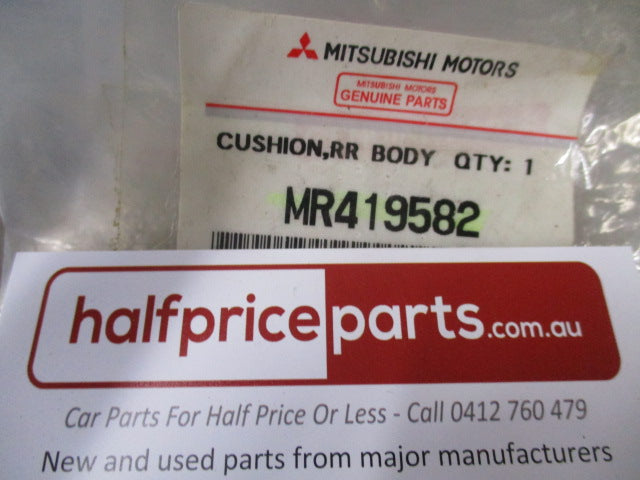 MITSUBISHI MOTORS
MITSUBISHI MOTORS
GENUINE PARTS
CUSHION,RR BODY QTY: 1
MR419582
halfpriceparts.com.au
Car Parts For Half Price Or Less - Call 0412 760 479
New and used parts from major manufacturers